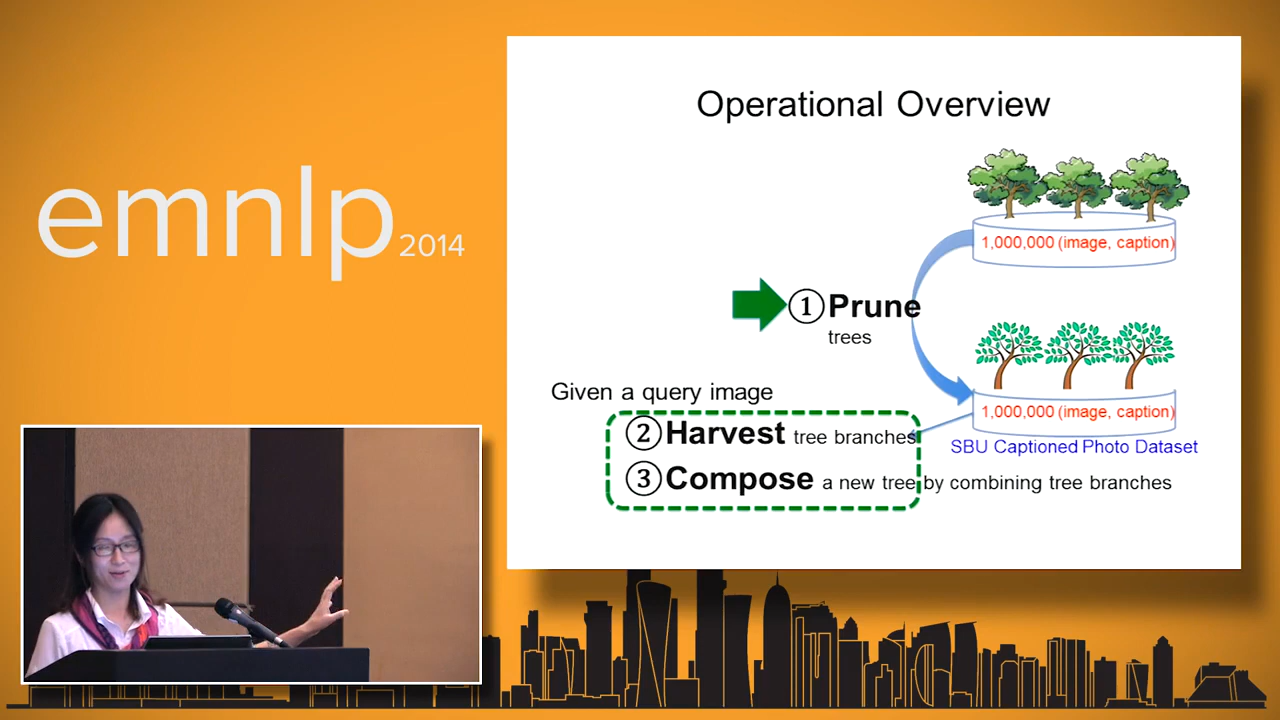 emnlp 2014
Operational Overview
1,000,000 (image, caption)
① Prune
trees
Given a query image
1,000,000 (image, caption)
② Harvest tree branches
SBU Captioned Photo Dataset
③ Compose a new tree by combining tree branches